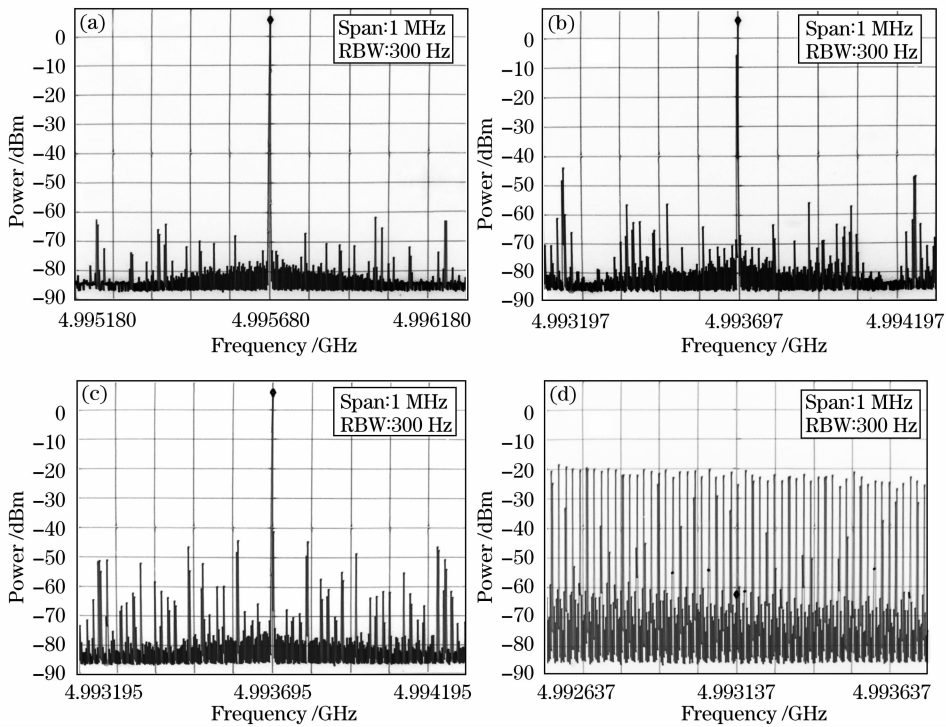 (a)
Span:1 MHz
RBW:300 Hz
0
−10
−20
−30
−40
−50
−60
−70
−80
−90
Power /dBm
4.995180 4.995680 4.996180
Frequency /GHz
(b)
Span:1 MHz
RBW:300 Hz
0
−10
−20
−30
−40
−50
−60
−70
−80
−90
Power /dBm
4.993197 4.993697 4.994197
Frequency /GHz
(c)
Span:1 MHz
RBW:300 Hz
0
−10
−20
−30
−40
−50
−60
−70
−80
−90
Power /dBm
4.993195 4.993695 4.994195
Frequency /GHz
(d)
Span:1 MHz
RBW:300 Hz
0
−10
−20
−30
−40
−50
−60
−70
−80
−90
Power /dBm
4.992637 4.993137 4.993637
Frequency /GHz